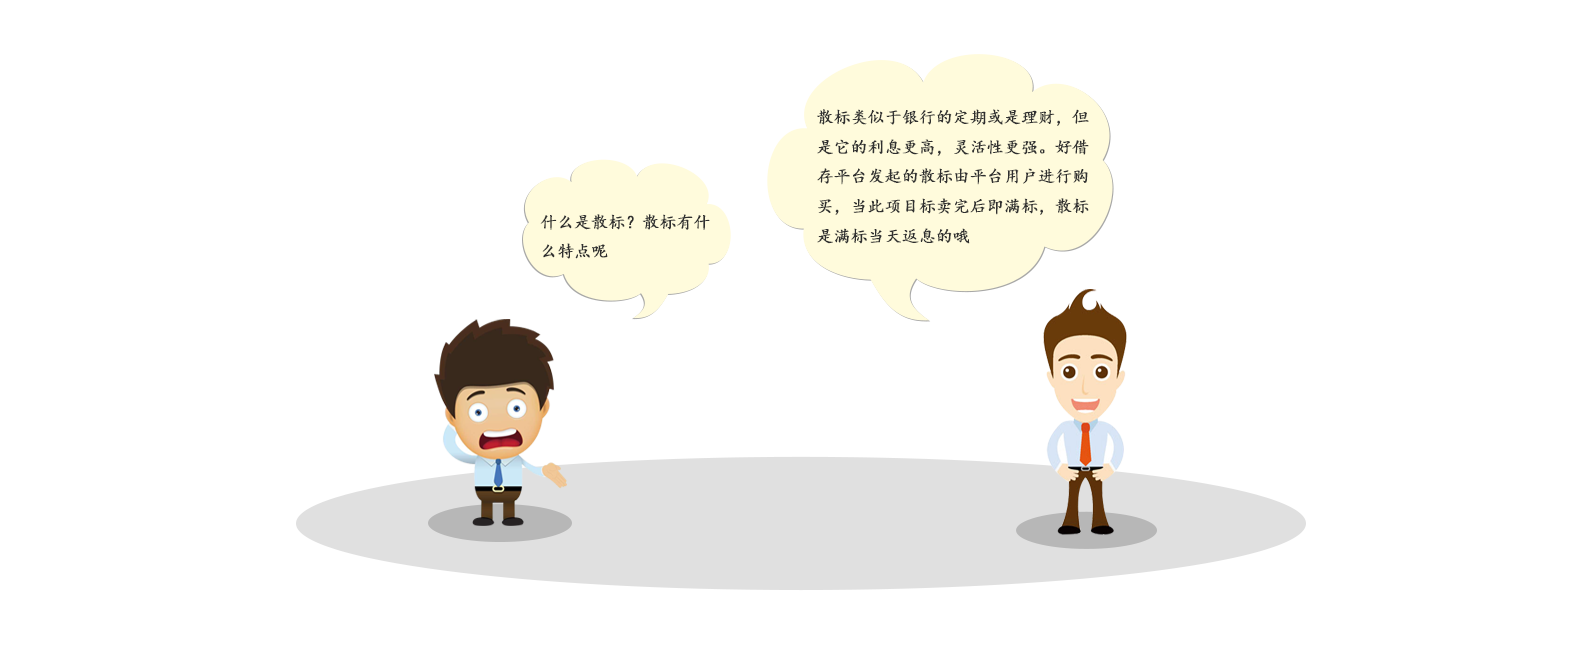 什么是散标？散标有什
么特点呢
散标类似于银行的定期或是理财，但
是它的利息更高，灵活性更强。好借
存平台发起的散标由平台用户进行购
买，当此项目标卖完后即满标，散标
是满标当天返息的哦